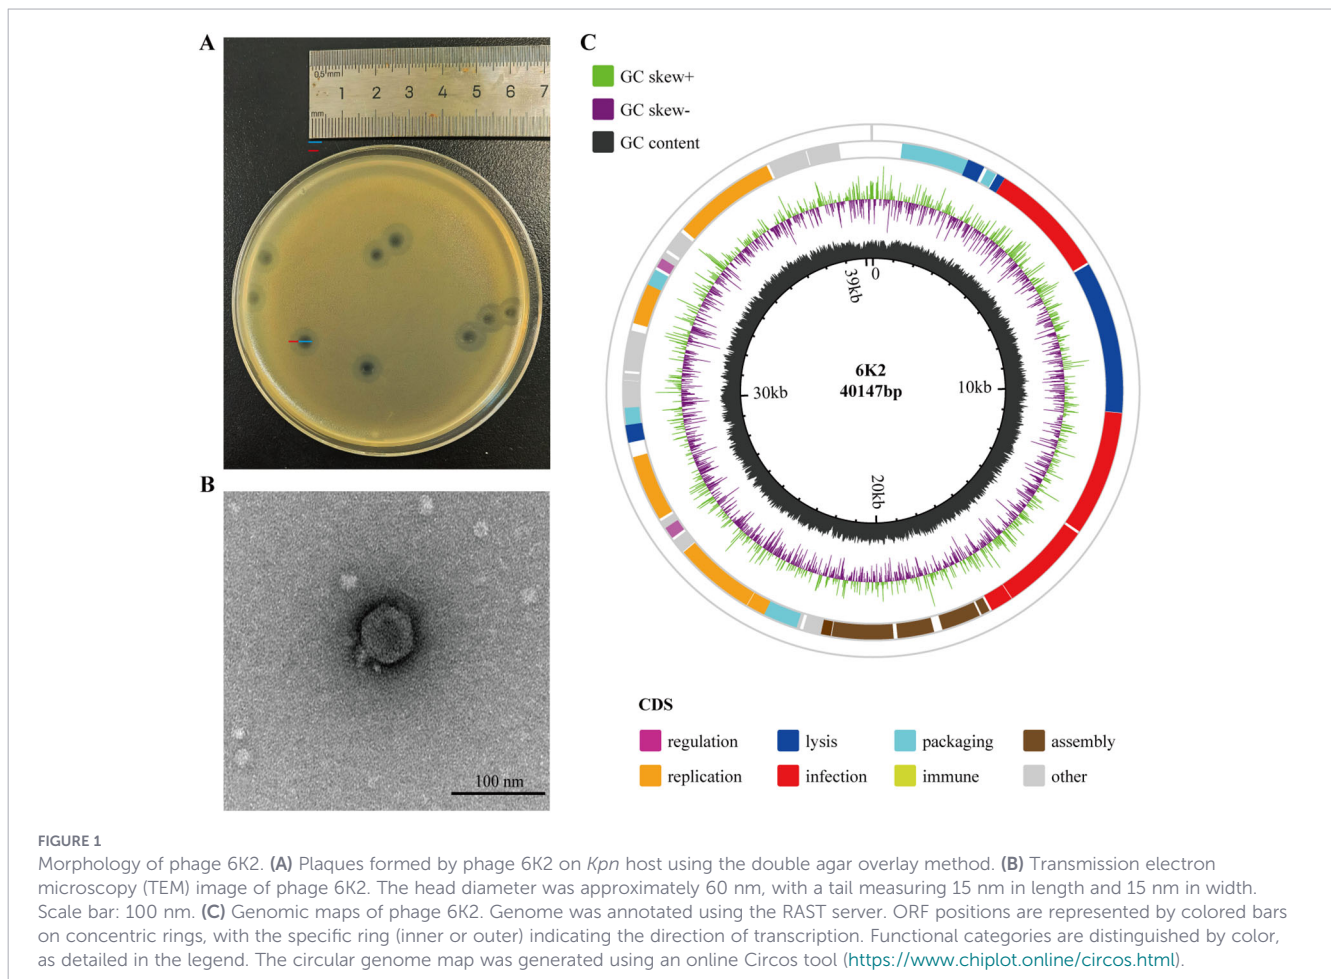 A
0.5mm
1 2 3 4 5 6 7
mm
B
100 nm
C
GC skew+
GC skew-
GC content
39kb
0
10kb
20kb
30kb
6K2
40147bp
CDS
regulation
lysis
packaging
assembly
replication
infection
immune
other
FIGURE 1
Morphology of phage 6K2. (A) Plaques formed by phage 6K2 on Kpn host using the double agar overlay method. (B) Transmission electron
microscopy (TEM) image of phage 6K2. The head diameter was approximately 60 nm, with a tail measuring 15 nm in length and 15 nm in width.
Scale bar: 100 nm. (C) Genomic maps of phage 6K2. Genome was annotated using the RAST server. ORF positions are represented by colored bars
on concentric rings, with the specific ring (inner or outer) indicating the direction of transcription. Functional categories are distinguished by color,
as detailed in the legend. The circular genome map was generated using an online Circos tool (https://www.chiplot.online/circos.html).